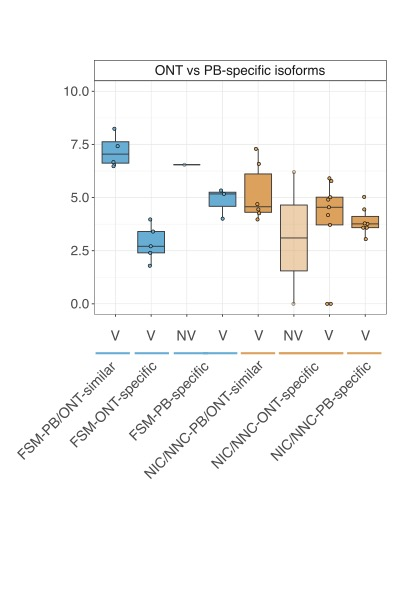 ONT vs PB-specific isoforms
10.0
7.5
5.0
2.5
0.0
V V NV V V NV V V
FSM-PB/ONT-similar
FSM-ONT-specific
FSM-PB-specific
NIC/NNC-PB/ONT-similar
NIC/NNC-ONT-specific
NIC/NNC-PB-specific